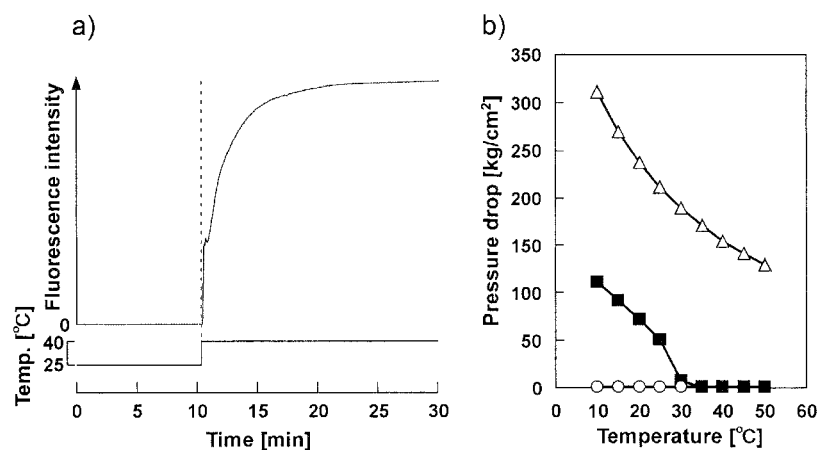 a)
Fluorescence intensity
0
Temp. [°C]
40
25
0 5 10 15 20 25 30
Time [min]
b)
Pressure drop [kg/cm²]
350
300
250
200
150
100
50
0
0 10 20 30 40 50 60
Temperature [°C]